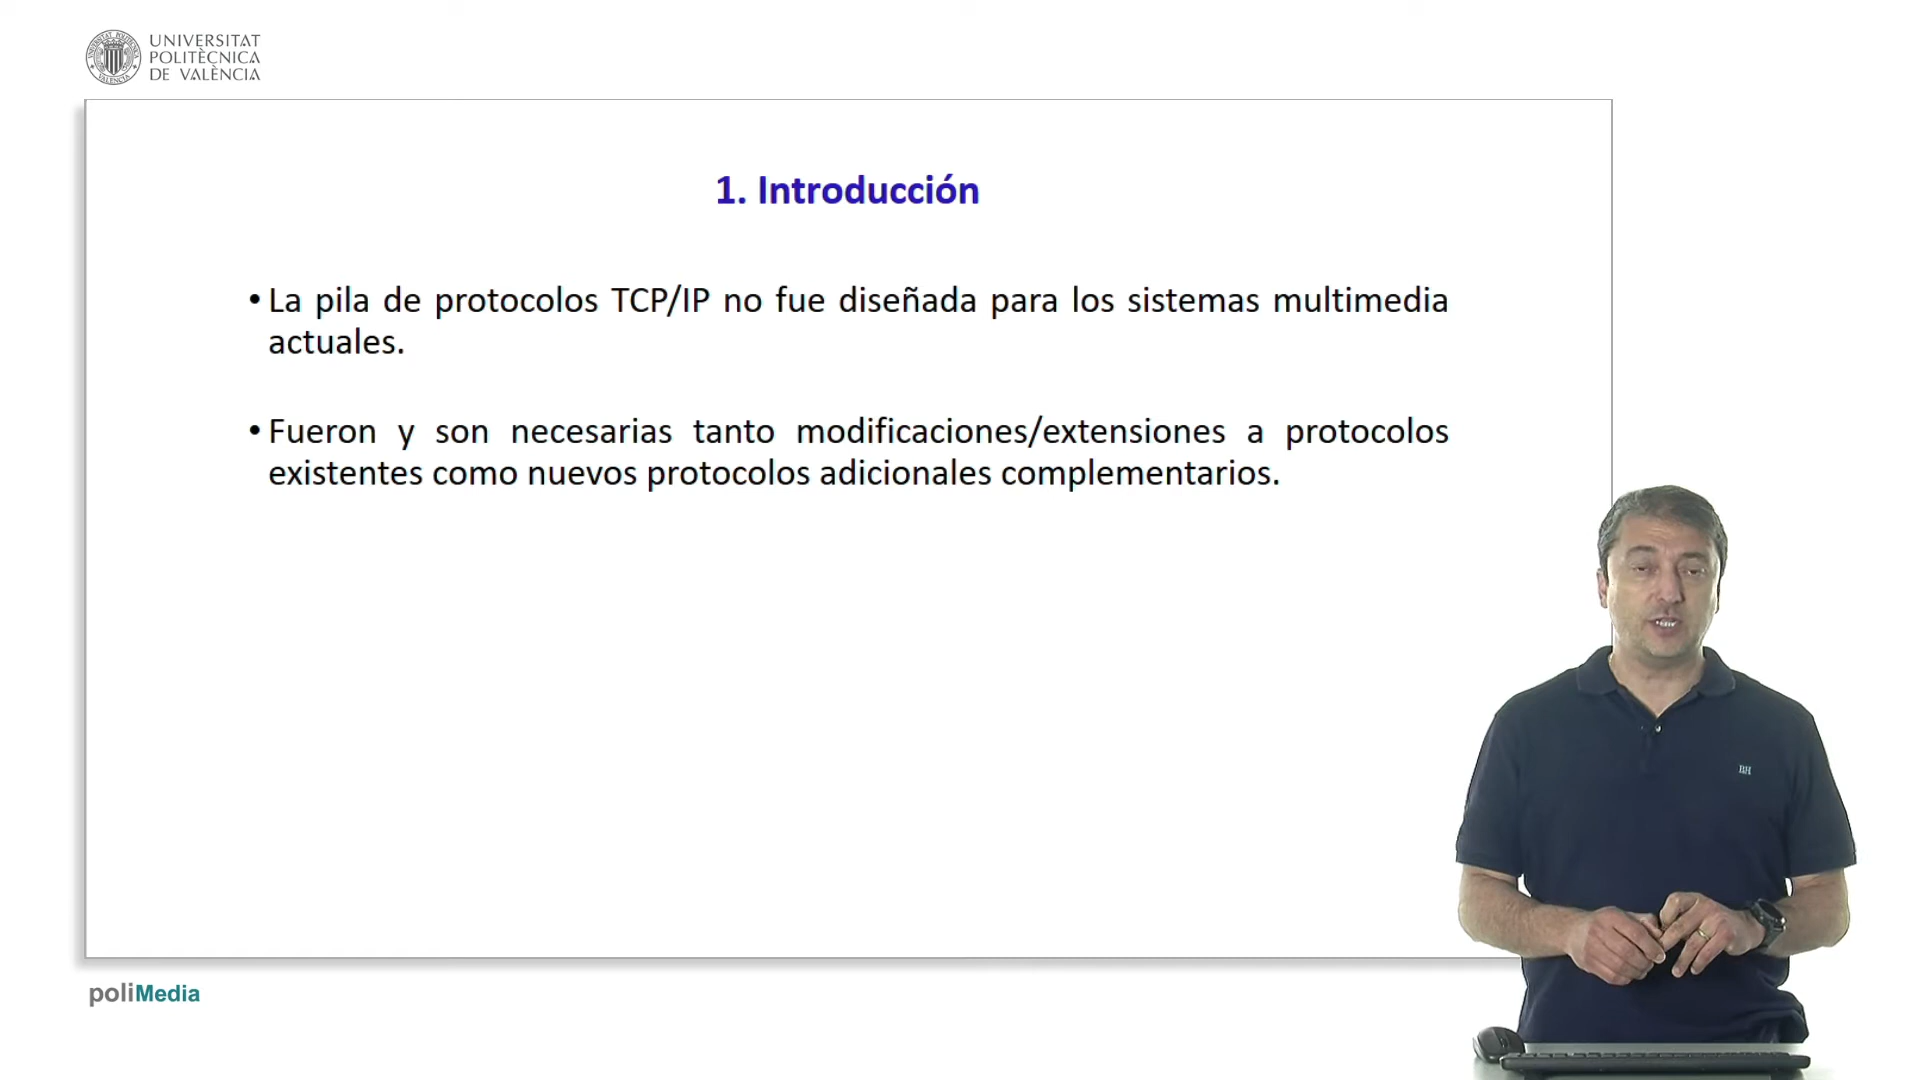 UNIVERSITAT
POLITÈCNICA
DE VALÈNCIA
1. Introducción
• La pila de protocolos TCP/IP no fue diseñada para los sistemas multimedia
actuales.
• Fueron y son necesarias tanto modificaciones/extensiones a protocolos
existentes como nuevos protocolos adicionales complementarios.
BH
poliMedia